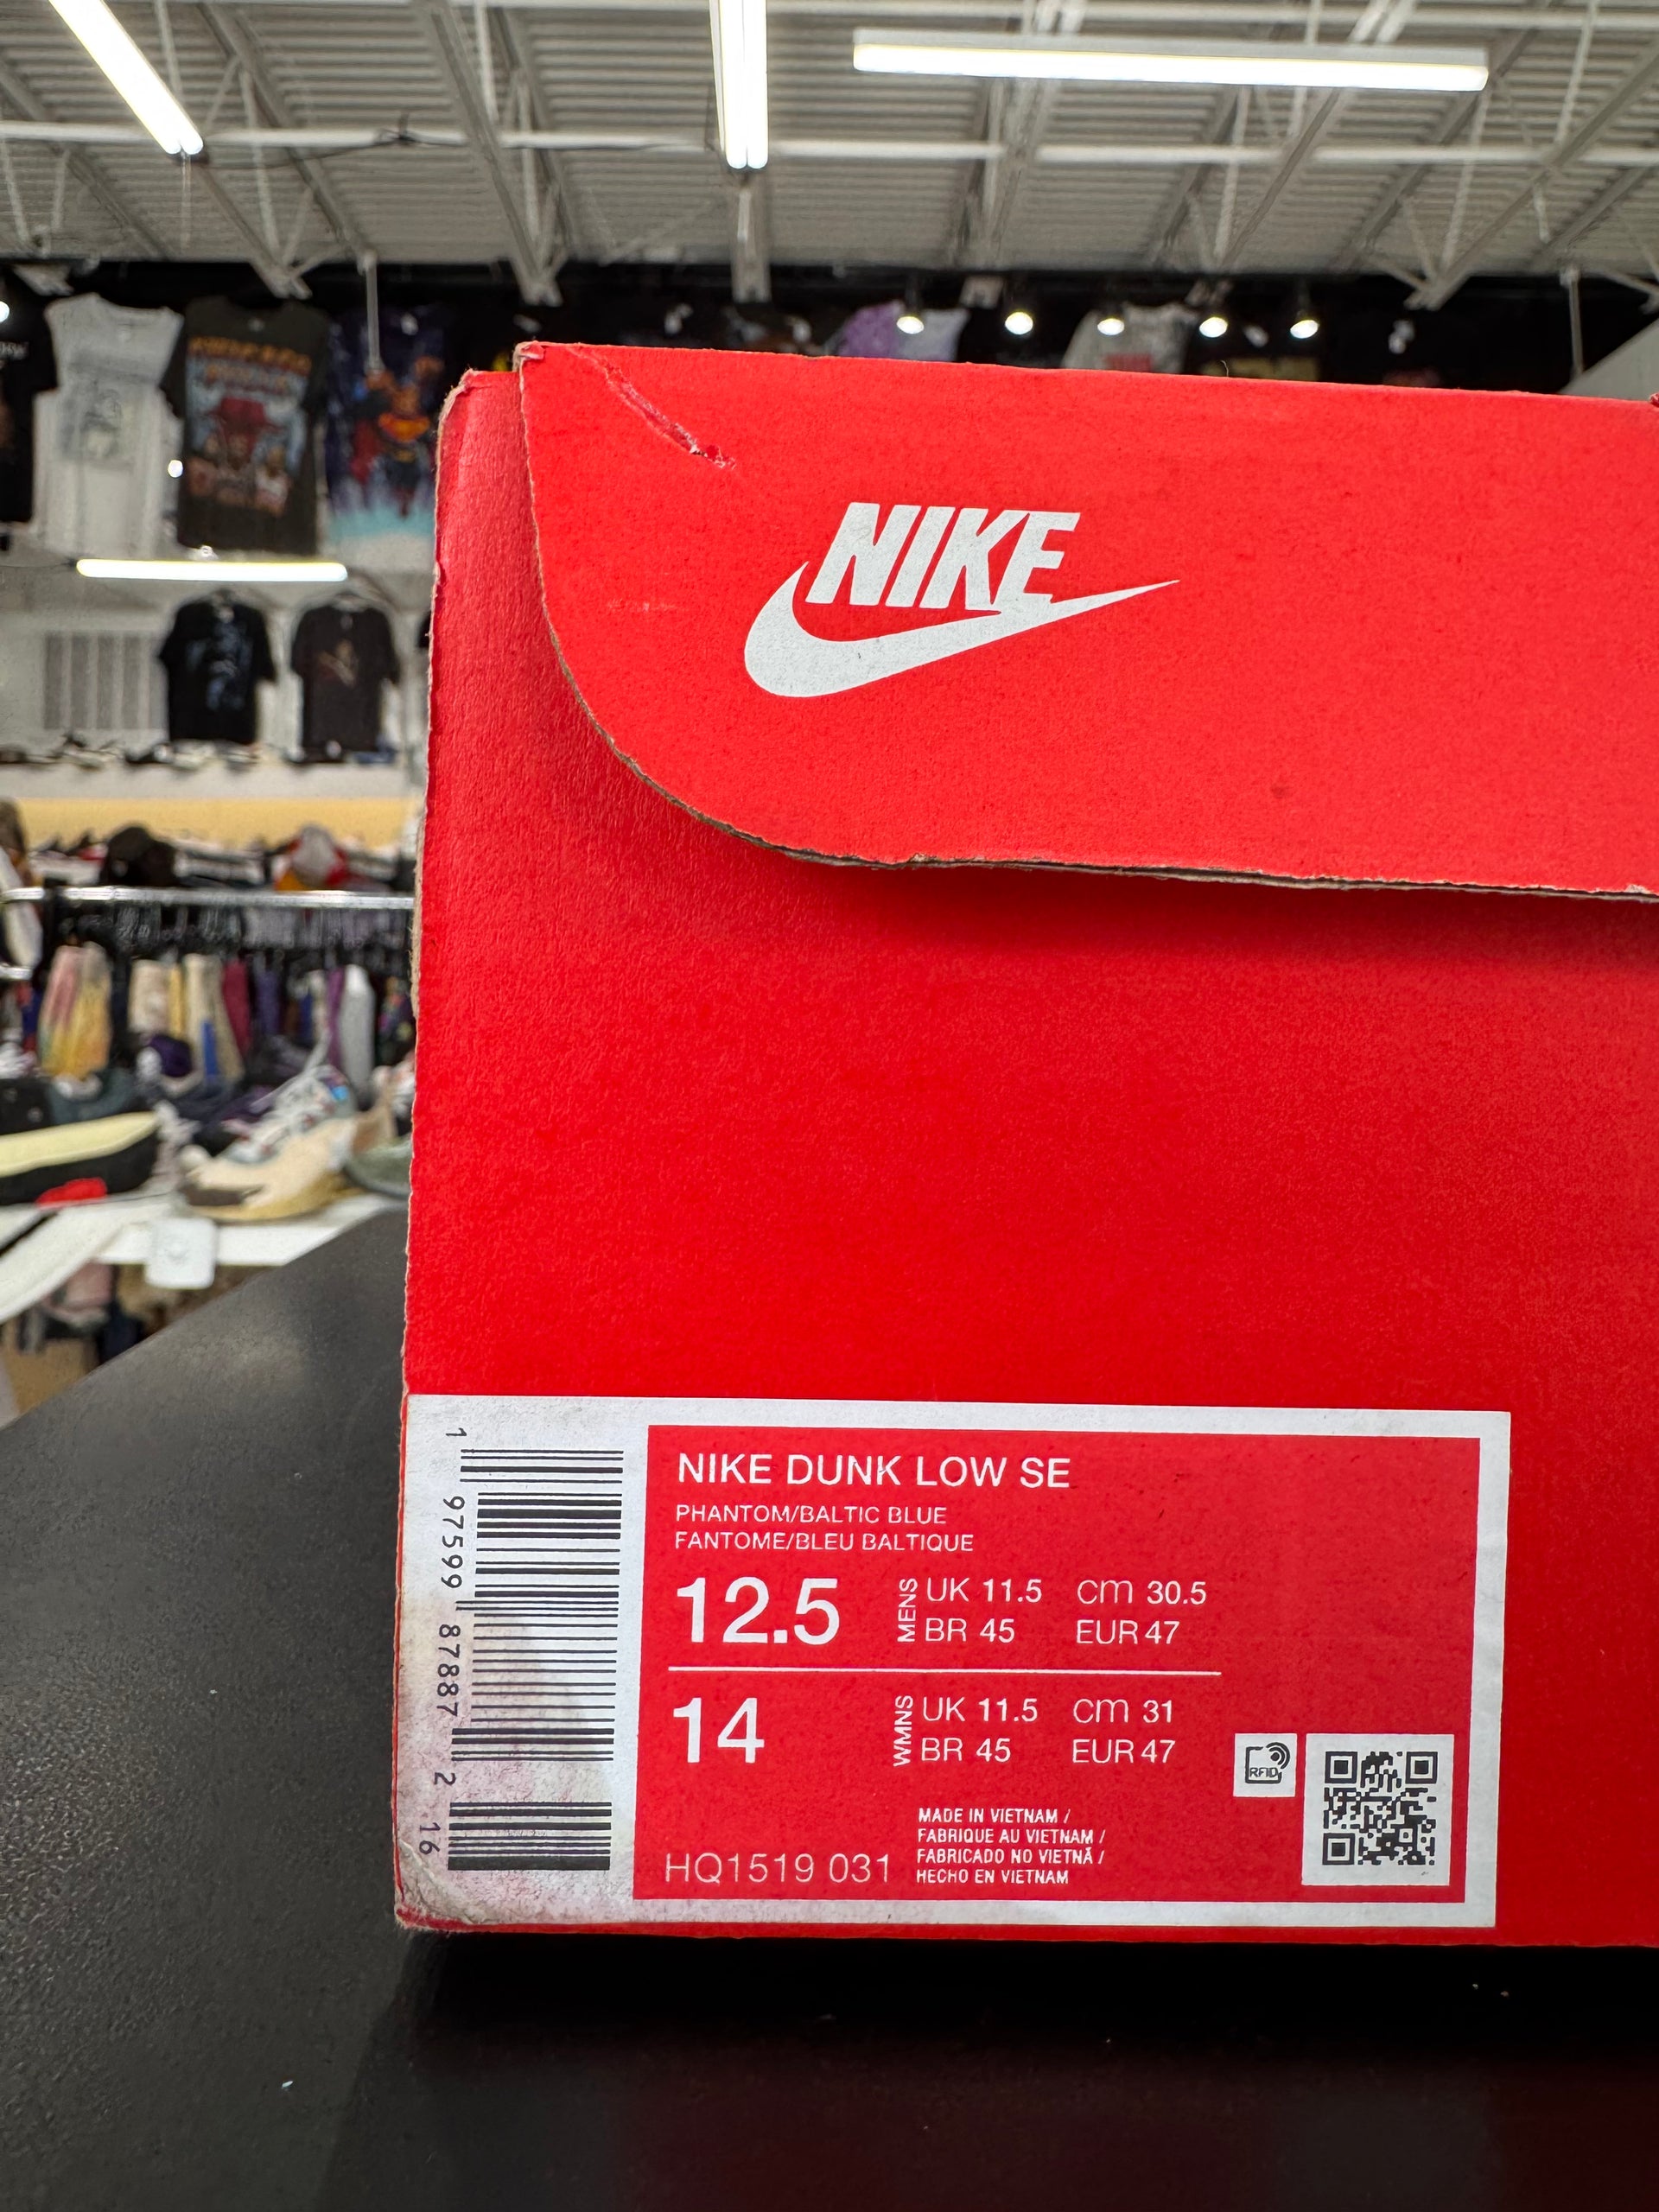 NIKE
NIKE DUNK LOW SE
PHANTOM/BALTIC BLUE
FANTOME/BLEU BALTIQUE
12.5 MENS UK 11.5 cm 30.5
BR 45 EUR 47
14 WMNS UK 11.5 cm 31
BR 45 EUR 47
RFID
MADE IN VIETNAM /
FABRIQUE AU VIETNAM /
FABRICADO NO VIETNÃ /
HECHO EN VIETNAM
HQ1519 031
1 97599 87887 2 16